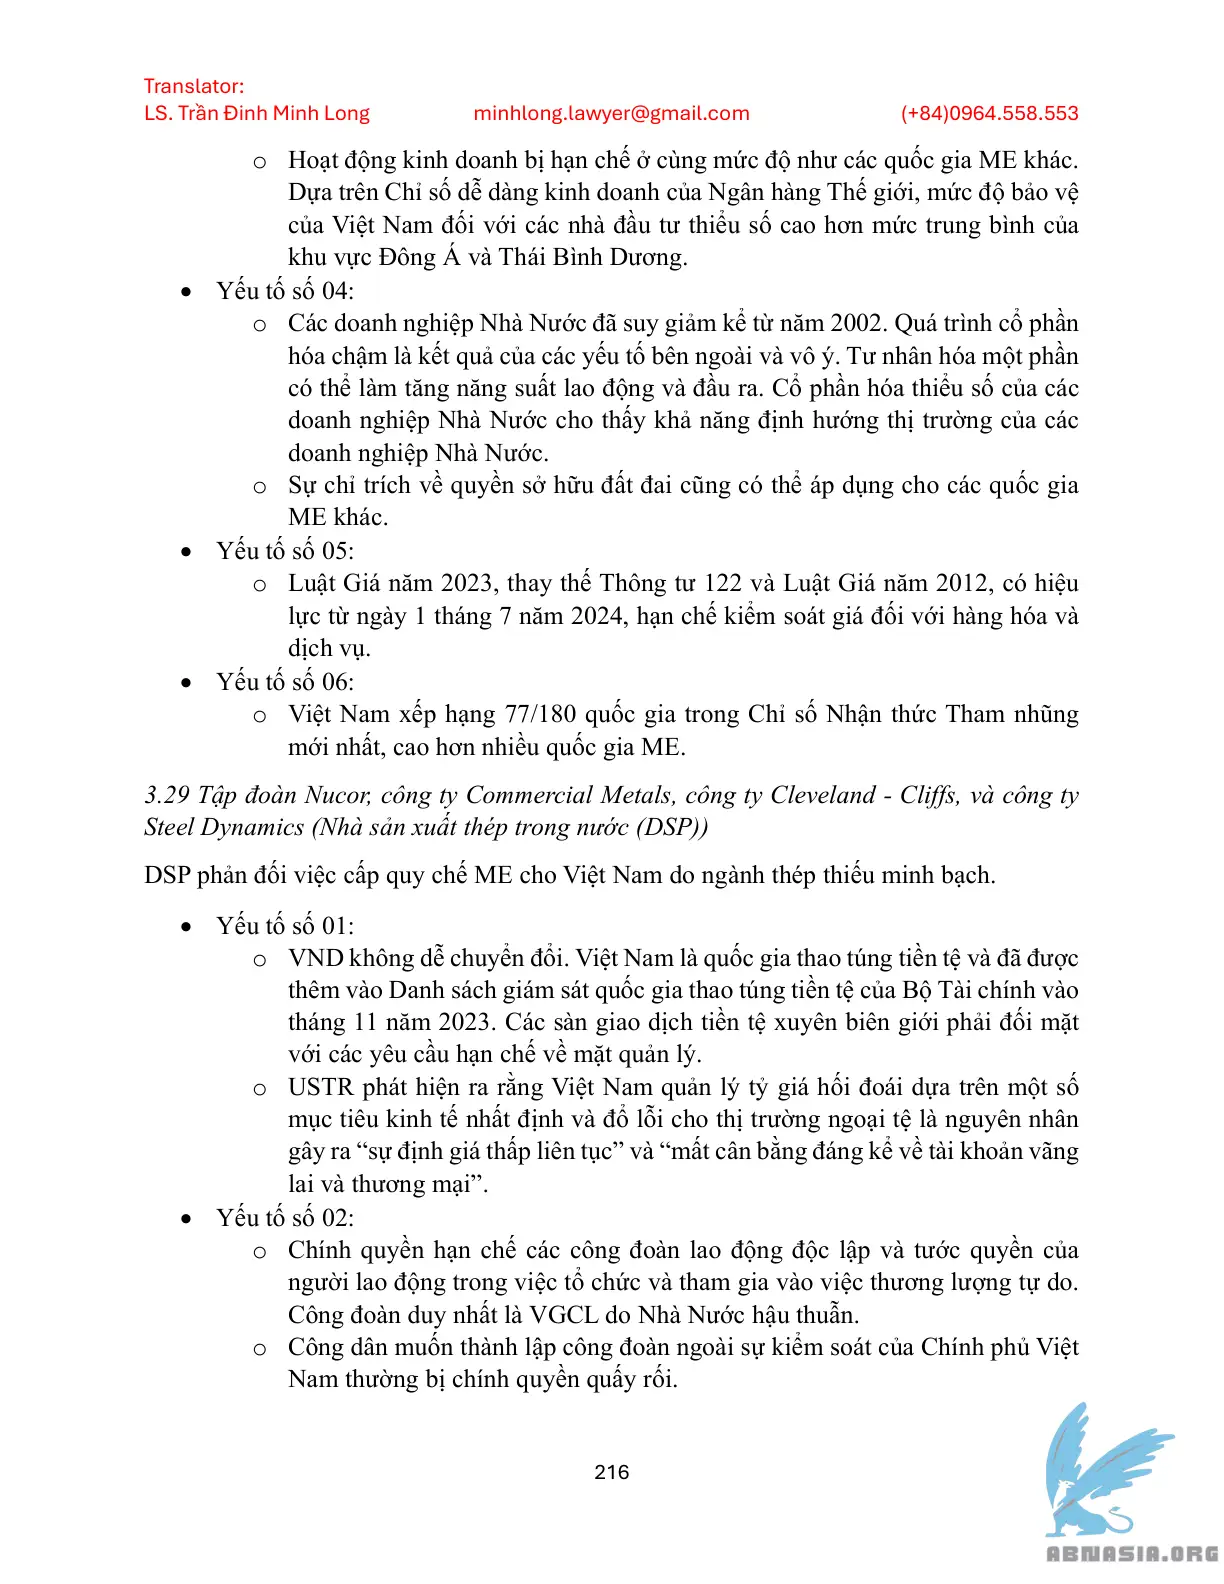 Translator:
LS. Trần Đinh Minh Long minhlong.lawyer@gmail.com (+84)0964.558.553
o Hoạt động kinh doanh bị hạn chế ở cùng mức độ như các quốc gia ME khác.
Dựa trên Chỉ số dễ dàng kinh doanh của Ngân hàng Thế giới, mức độ bảo vệ
của Việt Nam đối với các nhà đầu tư thiểu số cao hơn mức trung bình của
khu vực Đông Á và Thái Bình Dương.
• Yếu tố số 04:
o Các doanh nghiệp Nhà Nước đã suy giảm kể từ năm 2002. Quá trình cổ phần
hóa chậm là kết quả của các yếu tố bên ngoài và vô ý. Tư nhân hóa một phần
có thể làm tăng năng suất lao động và đầu ra. Cổ phần hóa thiểu số của các
doanh nghiệp Nhà Nước cho thấy khả năng định hướng thị trường của các
doanh nghiệp Nhà Nước.
o Sự chỉ trích về quyền sở hữu đất đai cũng có thể áp dụng cho các quốc gia
ME khác.
• Yếu tố số 05:
o Luật Giá năm 2023, thay thế Thông tư 122 và Luật Giá năm 2012, có hiệu
lực từ ngày 1 tháng 7 năm 2024, hạn chế kiểm soát giá đối với hàng hóa và
dịch vụ.
• Yếu tố số 06:
o Việt Nam xếp hạng 77/180 quốc gia trong Chỉ số Nhận thức Tham nhũng
mới nhất, cao hơn nhiều quốc gia ME.
3.29 Tập đoàn Nucor, công ty Commercial Metals, công ty Cleveland - Cliffs, và công ty
Steel Dynamics (Nhà sản xuất thép trong nước (DSP))
DSP phản đối việc cấp quy chế ME cho Việt Nam do ngành thép thiếu minh bạch.
• Yếu tố số 01:
o VND không dễ chuyển đổi. Việt Nam là quốc gia thao túng tiền tệ và đã được
thêm vào Danh sách giám sát quốc gia thao túng tiền tệ của Bộ Tài chính vào
tháng 11 năm 2023. Các sàn giao dịch tiền tệ xuyên biên giới phải đối mặt
với các yêu cầu hạn chế về mặt quản lý.
o USTR phát hiện ra rằng Việt Nam quản lý tỷ giá hối đoái dựa trên một số
mục tiêu kinh tế nhất định và đổ lỗi cho thị trường ngoại tệ là nguyên nhân
gây ra “sự định giá thấp liên tục” và “mất cân bằng đáng kể về tài khoản vãng
lai và thương mại”.
• Yếu tố số 02:
o Chính quyền hạn chế các công đoàn lao động độc lập và tước quyền của
người lao động trong việc tổ chức và tham gia vào việc thương lượng tự do.
Công đoàn duy nhất là VGCL do Nhà Nước hậu thuẫn.
o Công dân muốn thành lập công đoàn ngoài sự kiểm soát của Chính phủ Việt
Nam thường bị chính quyền quấy rối.
216
ABNASIA.ORG